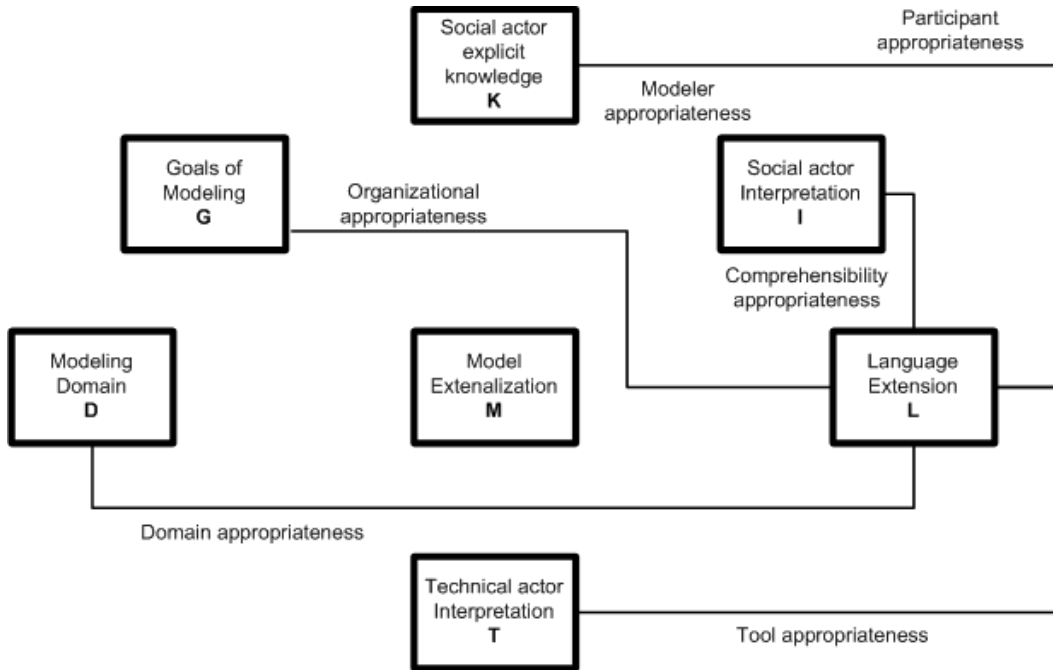 Social actor
explicit
knowledge
K
Participant
appropriateness
Modeler
appropriateness
Goals of
Modeling
G
Organizational
appropriateness
Social actor
Interpretation
I
Comprehensibility
appropriateness
Modeling
Domain
D
Model
Extenalization
M
Language
Extension
L
Domain appropriateness
Technical actor
Interpretation
T
Tool appropriateness